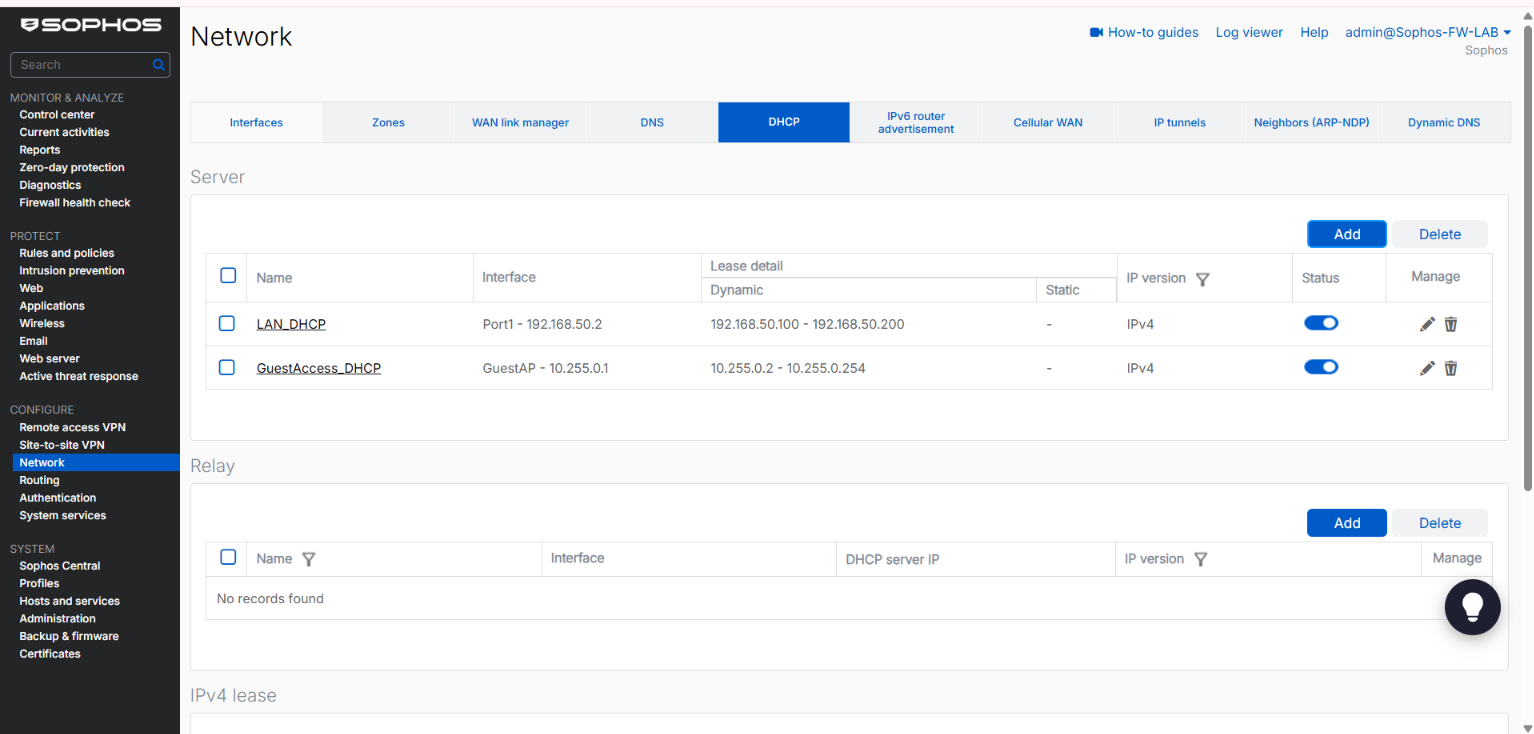 SOPHOS
Search
MONITOR & ANALYZE
Control center
Current activities
Reports
Zero-day protection
Diagnostics
Firewall health check
PROTECT
Rules and policies
Intrusion prevention
Web
Applications
Wireless
Email
Web server
Active threat response
CONFIGURE
Remote access VPN
Site-to-site VPN
Network
Routing
Authentication
System services
SYSTEM
Sophos Central
Profiles
Hosts and services
Administration
Backup & firmware
Certificates
Network
How-to guides Log viewer Help admin@Sophos-FW-LAB
Sophos
Interfaces Zones WAN link manager DNS DHCP IPv6 router advertisement Cellular WAN IP tunnels Neighbors (ARP-NDP) Dynamic DNS
Server
Add Delete
Name Interface Lease detail IP version Status Manage
Dynamic Static
LAN_DHCP Port1 - 192.168.50.2 192.168.50.100 - 192.168.50.200 - IPv4
GuestAccess_DHCP GuestAP - 10.255.0.1 10.255.0.2 - 10.255.0.254 - IPv4
Relay
Add Delete
Name Interface DHCP server IP IP version Manage
No records found
IPv4 lease